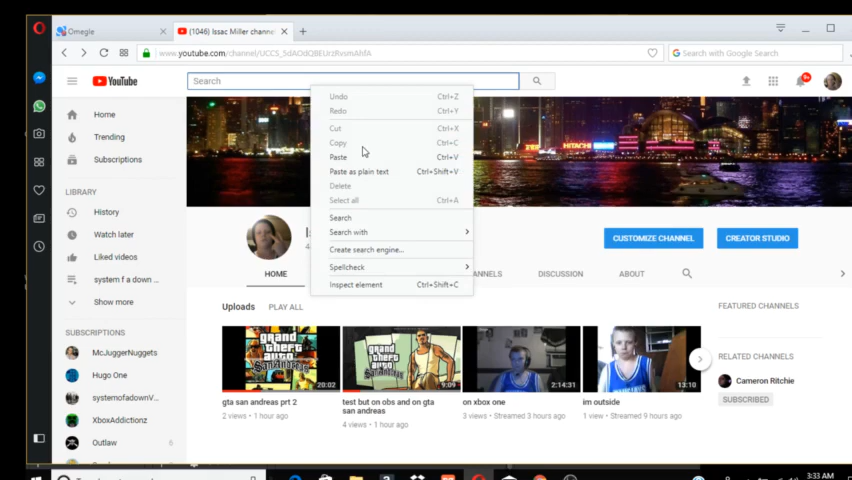 Omegle
(1046) Issac Miller channe
www.youtube.com/channel/UCCS_5dAOdQBEUrzRvsmAhfA
Search with Google Search
YouTube
Search
9+
Home
Trending
Subscriptions
LIBRARY
History
Watch later
Liked videos
system f a down ...
Show more
SUBSCRIPTIONS
McJuggerNuggets
Hugo One
systemofadownV...
XboxAddictionz
Outlaw 6
Undo Ctrl+Z
Redo Ctrl+Y
Cut Ctrl+X
Copy Ctrl+C
Paste Ctrl+V
Paste as plain text Ctrl+Shift+V
Delete
Select all Ctrl+A
Search
Search with
Create search engine...
Spellcheck
Inspect element Ctrl+Shift+C
CUSTOMIZE CHANNEL
CREATOR STUDIO
HOME
NNELS
DISCUSSION
ABOUT
Uploads PLAY ALL
20:02
9:09
2:14:31
13:10
gta san andreas prt 2
2 views • 1 hour ago
test but on obs and on gta
san andreas
4 views • 1 hour ago
on xbox one
3 views • Streamed 3 hours ago
im outside
1 view • Streamed 9 hours ago
FEATURED CHANNELS
RELATED CHANNELS
Cameron Ritchie
SUBSCRIBED
3:33 AM